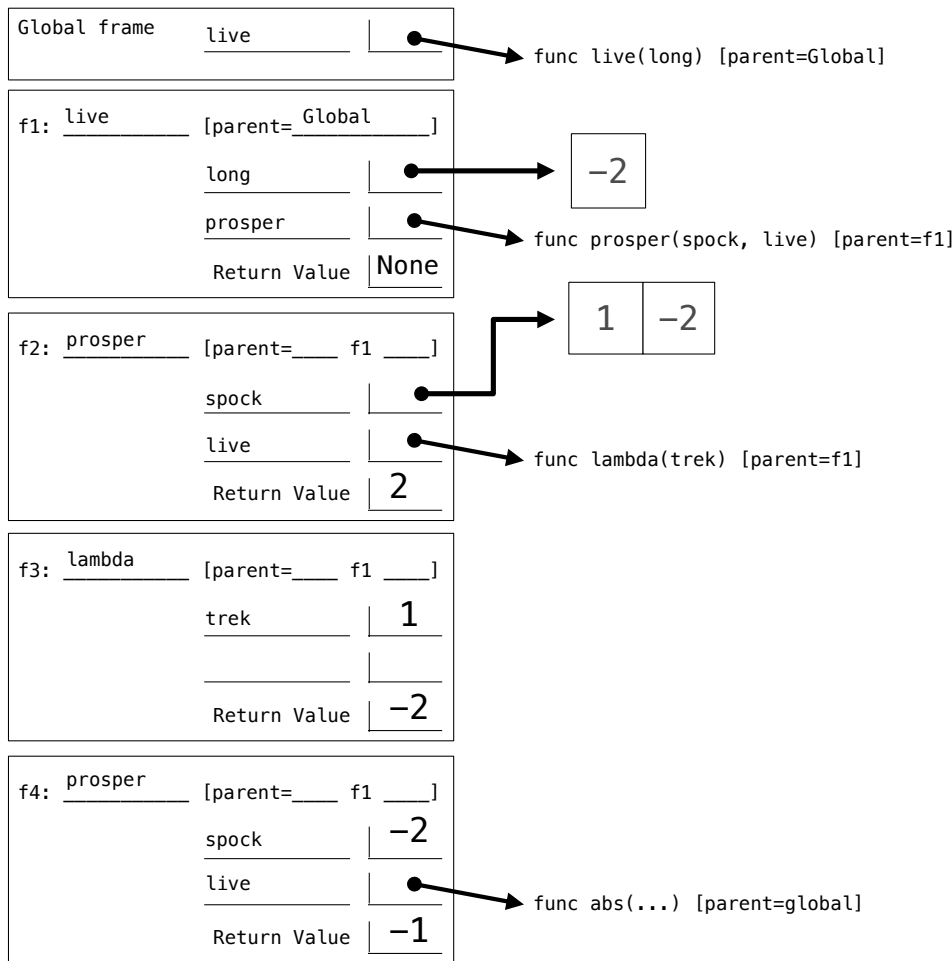 Global frame
live
func live(long) [parent=Global]
f1: live [parent=Global]
long
−2
prosper
func prosper(spock, live) [parent=f1]
Return Value None
1 −2
f2: prosper [parent=____ f1 ____]
spock
live
func lambda(trek) [parent=f1]
Return Value 2
f3: lambda [parent=____ f1 ____]
trek 1
Return Value −2
f4: prosper [parent=____ f1 ____]
spock −2
live
func abs(...) [parent=global]
Return Value −1